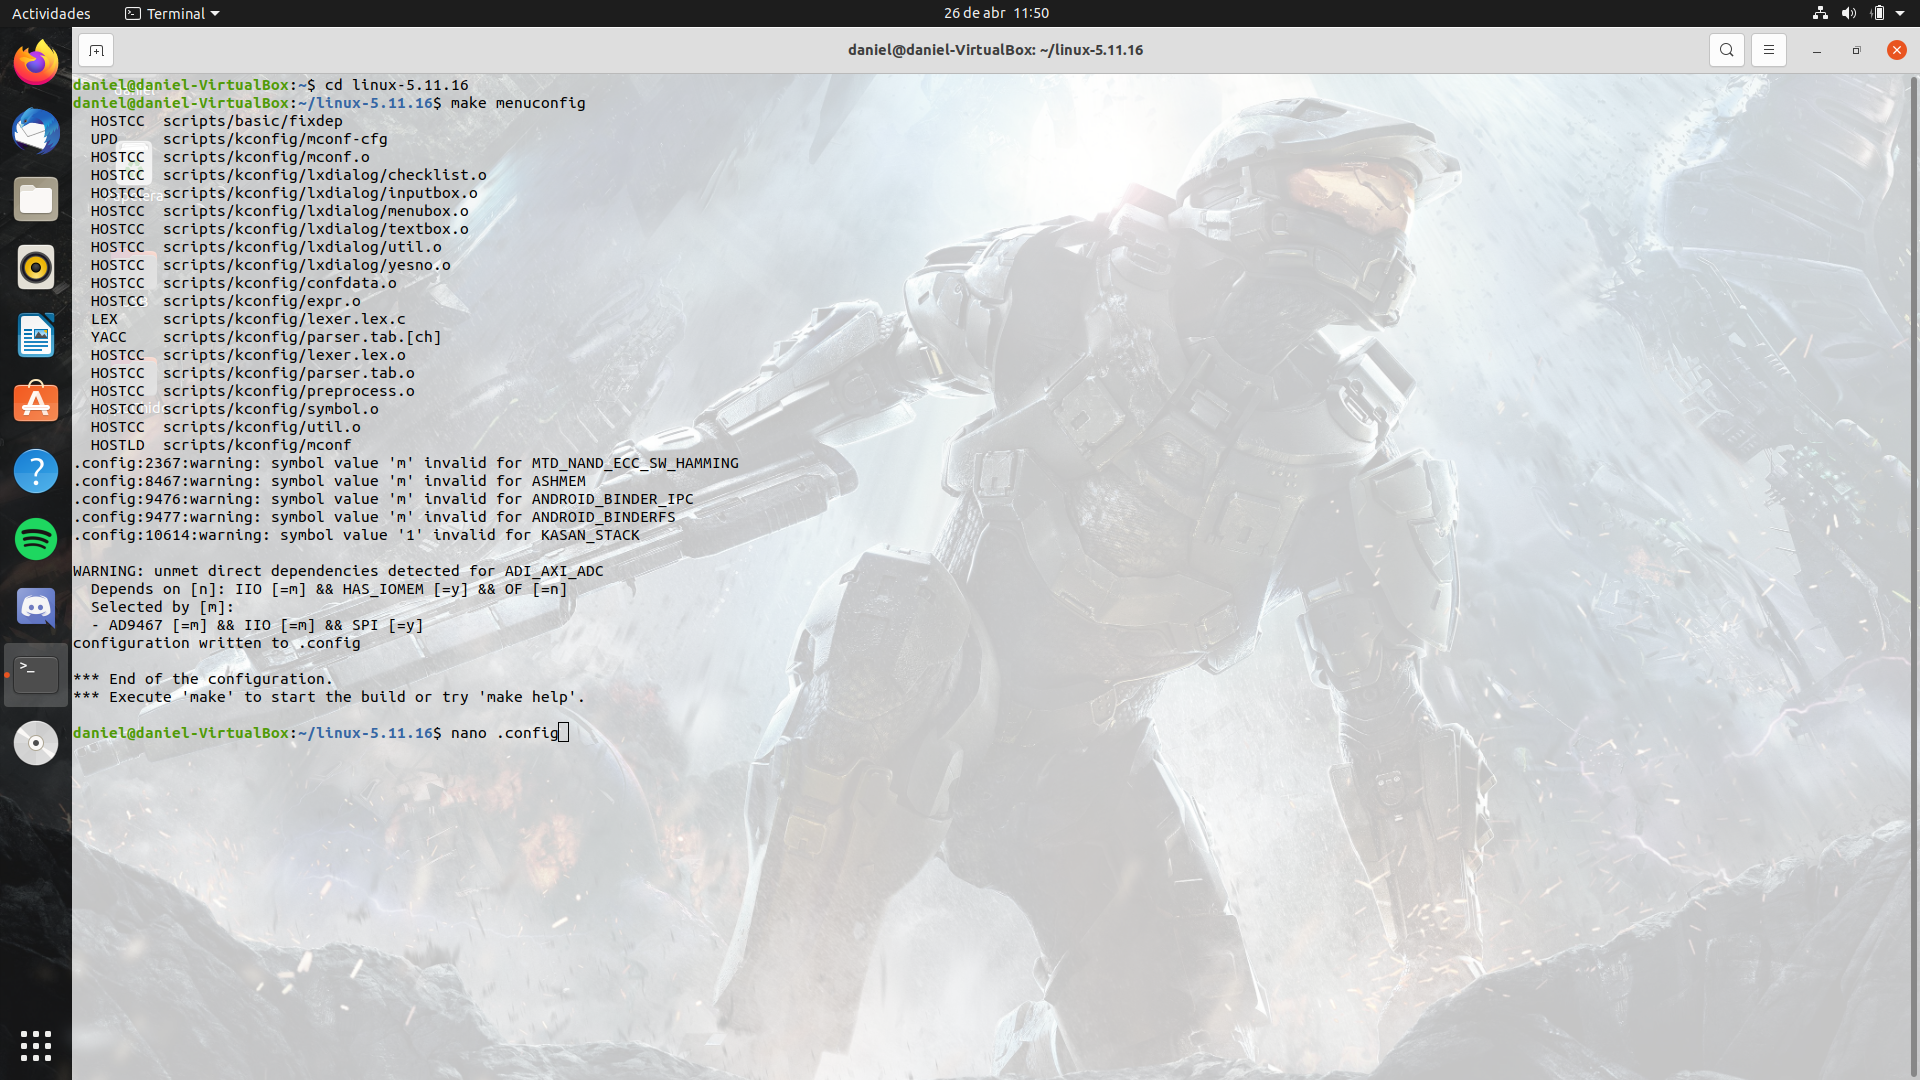 Actividades
Terminal
26 de abr 11:50
daniel@daniel-VirtualBox: ~/linux-5.11.16
daniel@daniel-VirtualBox:~$ cd linux-5.11.16
daniel@daniel-VirtualBox:~/linux-5.11.16$ make menuconfig
  HOSTCC  scripts/basic/fixdep
  UPD     scripts/kconfig/mconf-cfg
  HOSTCC  scripts/kconfig/mconf.o
  HOSTCC  scripts/kconfig/lxdialog/checklist.o
  HOSTCC  scripts/kconfig/lxdialog/inputbox.o
  HOSTCC  scripts/kconfig/lxdialog/menubox.o
  HOSTCC  scripts/kconfig/lxdialog/textbox.o
  HOSTCC  scripts/kconfig/lxdialog/util.o
  HOSTCC  scripts/kconfig/lxdialog/yesno.o
  HOSTCC  scripts/kconfig/confdata.o
  HOSTCC  scripts/kconfig/expr.o
  LEX     scripts/kconfig/lexer.lex.c
  YACC    scripts/kconfig/parser.tab.[ch]
  HOSTCC  scripts/kconfig/lexer.lex.o
  HOSTCC  scripts/kconfig/parser.tab.o
  HOSTCC  scripts/kconfig/preprocess.o
  HOSTCC  scripts/kconfig/symbol.o
  HOSTCC  scripts/kconfig/util.o
  HOSTLD  scripts/kconfig/mconf
.config:2367:warning: symbol value 'm' invalid for MTD_NAND_ECC_SW_HAMMING
.config:8467:warning: symbol value 'm' invalid for ASHMEM
.config:9476:warning: symbol value 'm' invalid for ANDROID_BINDER_IPC
.config:9477:warning: symbol value 'm' invalid for ANDROID_BINDERFS
.config:10614:warning: symbol value '1' invalid for KASAN_STACK
WARNING: unmet direct dependencies detected for ADI_AXI_ADC
  Depends on [n]: IIO [=m] && HAS_IOMEM [=y] && OF [=n]
  Selected by [m]:
  - AD9467 [=m] && IIO [=m] && SPI [=y]
configuration written to .config
*** End of the configuration.
*** Execute 'make' to start the build or try 'make help'.
daniel@daniel-VirtualBox:~/linux-5.11.16$ nano .config